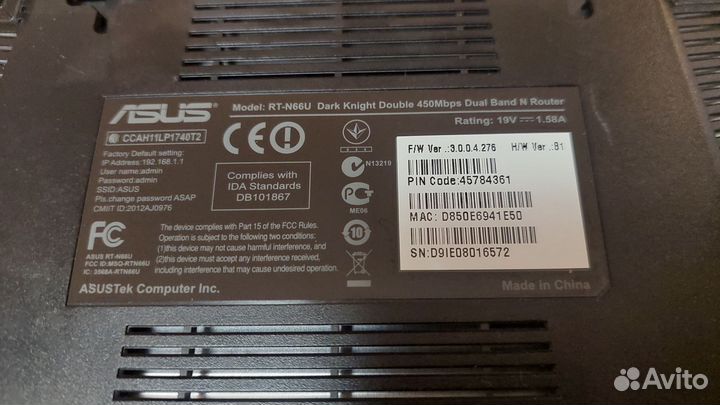 ASUS
Model: RT-N66U Dark Knight Double 450Mbps Dual Band N Router
Rating: 19V 1.58A
CCAH11LP1740T2
Factory Default setting:
IP Address:192.168.1.1
User name:admin
Password:admin
SSID:ASUS
Pls.change password ASAP
CMIIT ID:2012AJ0976
CE
Complies with
IDA Standards
DB101867
N13219
ME06
10
F/W Ver .:3.0.0.4.276 H/W Ver .:B1
PIN Code:45784361
MAC: D850E6941E50
SN:D9IE08016572
FC
ASUS RT-N66U
FCC ID: MSQ-RTN66U
IC: 3568A-RTN66U
The device complies with Part 15 of the FCC Rules.
Operation is subject to the following two conditions:
(1)this device may not cause harmful interference, and
(2)this device must accept any interference received,
including interference that may cause undesired operation.
ASUSTek Computer Inc.
Made in China
Avito